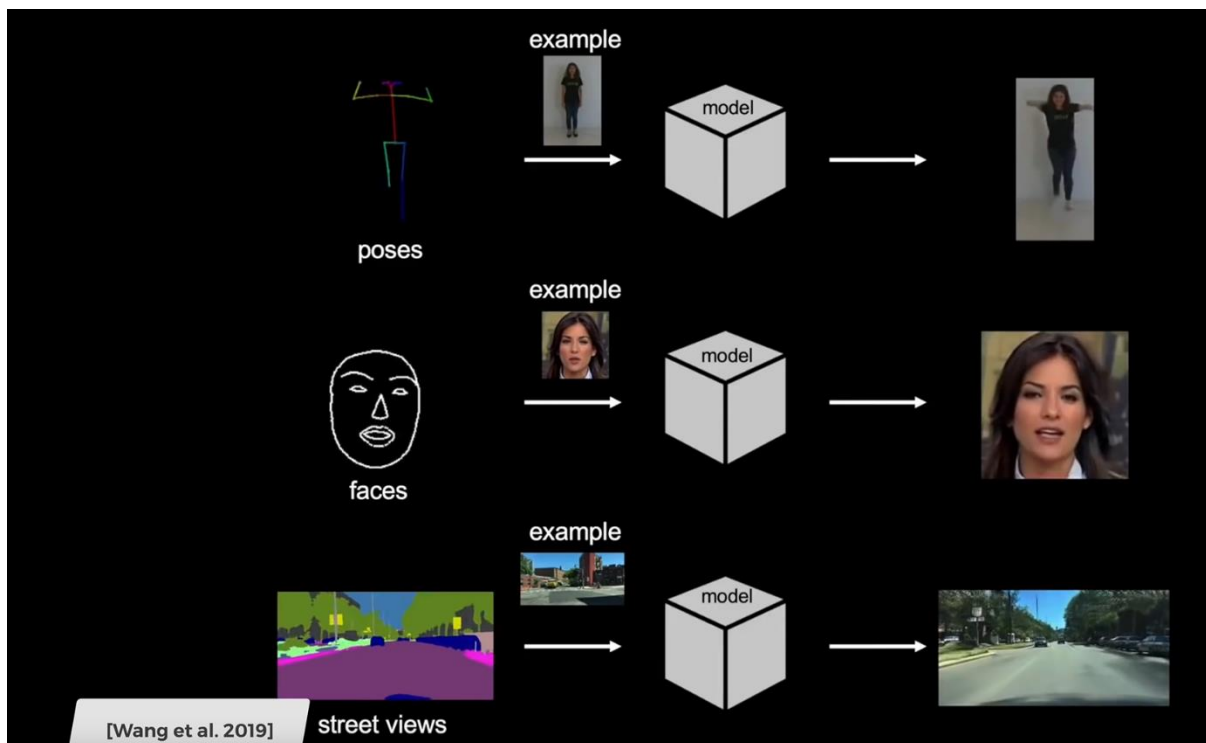 example
model
poses
example
model
faces
example
model
street views
[Wang et al. 2019]